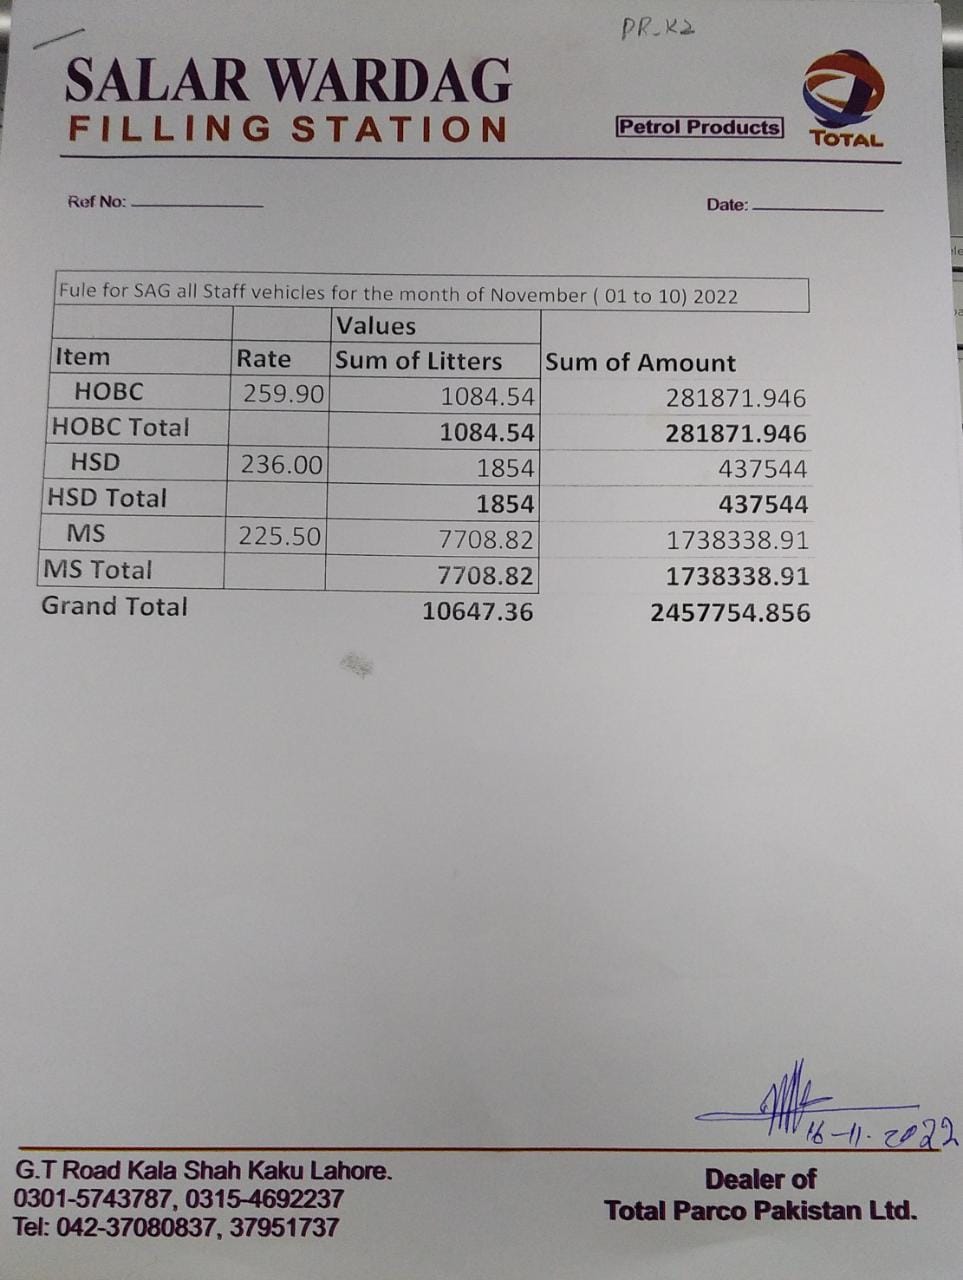 PR-K2
SALAR WARDAG
FILLING STATION
Petrol Products
TOTAL
Ref No:
Date:
Fule for SAG all Staff vehicles for the month of November ( 01 to 10) 2022
Values
Item Rate Sum of Litters Sum of Amount
HOBC 259.90 1084.54 281871.946
HOBC Total 1084.54 281871.946
HSD 236.00 1854 437544
HSD Total 1854 437544
MS 225.50 7708.82 1738338.91
MS Total 7708.82 1738338.91
Grand Total 10647.36 2457754.856
16-11-2022
G.T Road Kala Shah Kaku Lahore.
0301-5743787, 0315-4692237
Tel: 042-37080837, 37951737
Dealer of
Total Parco Pakistan Ltd.